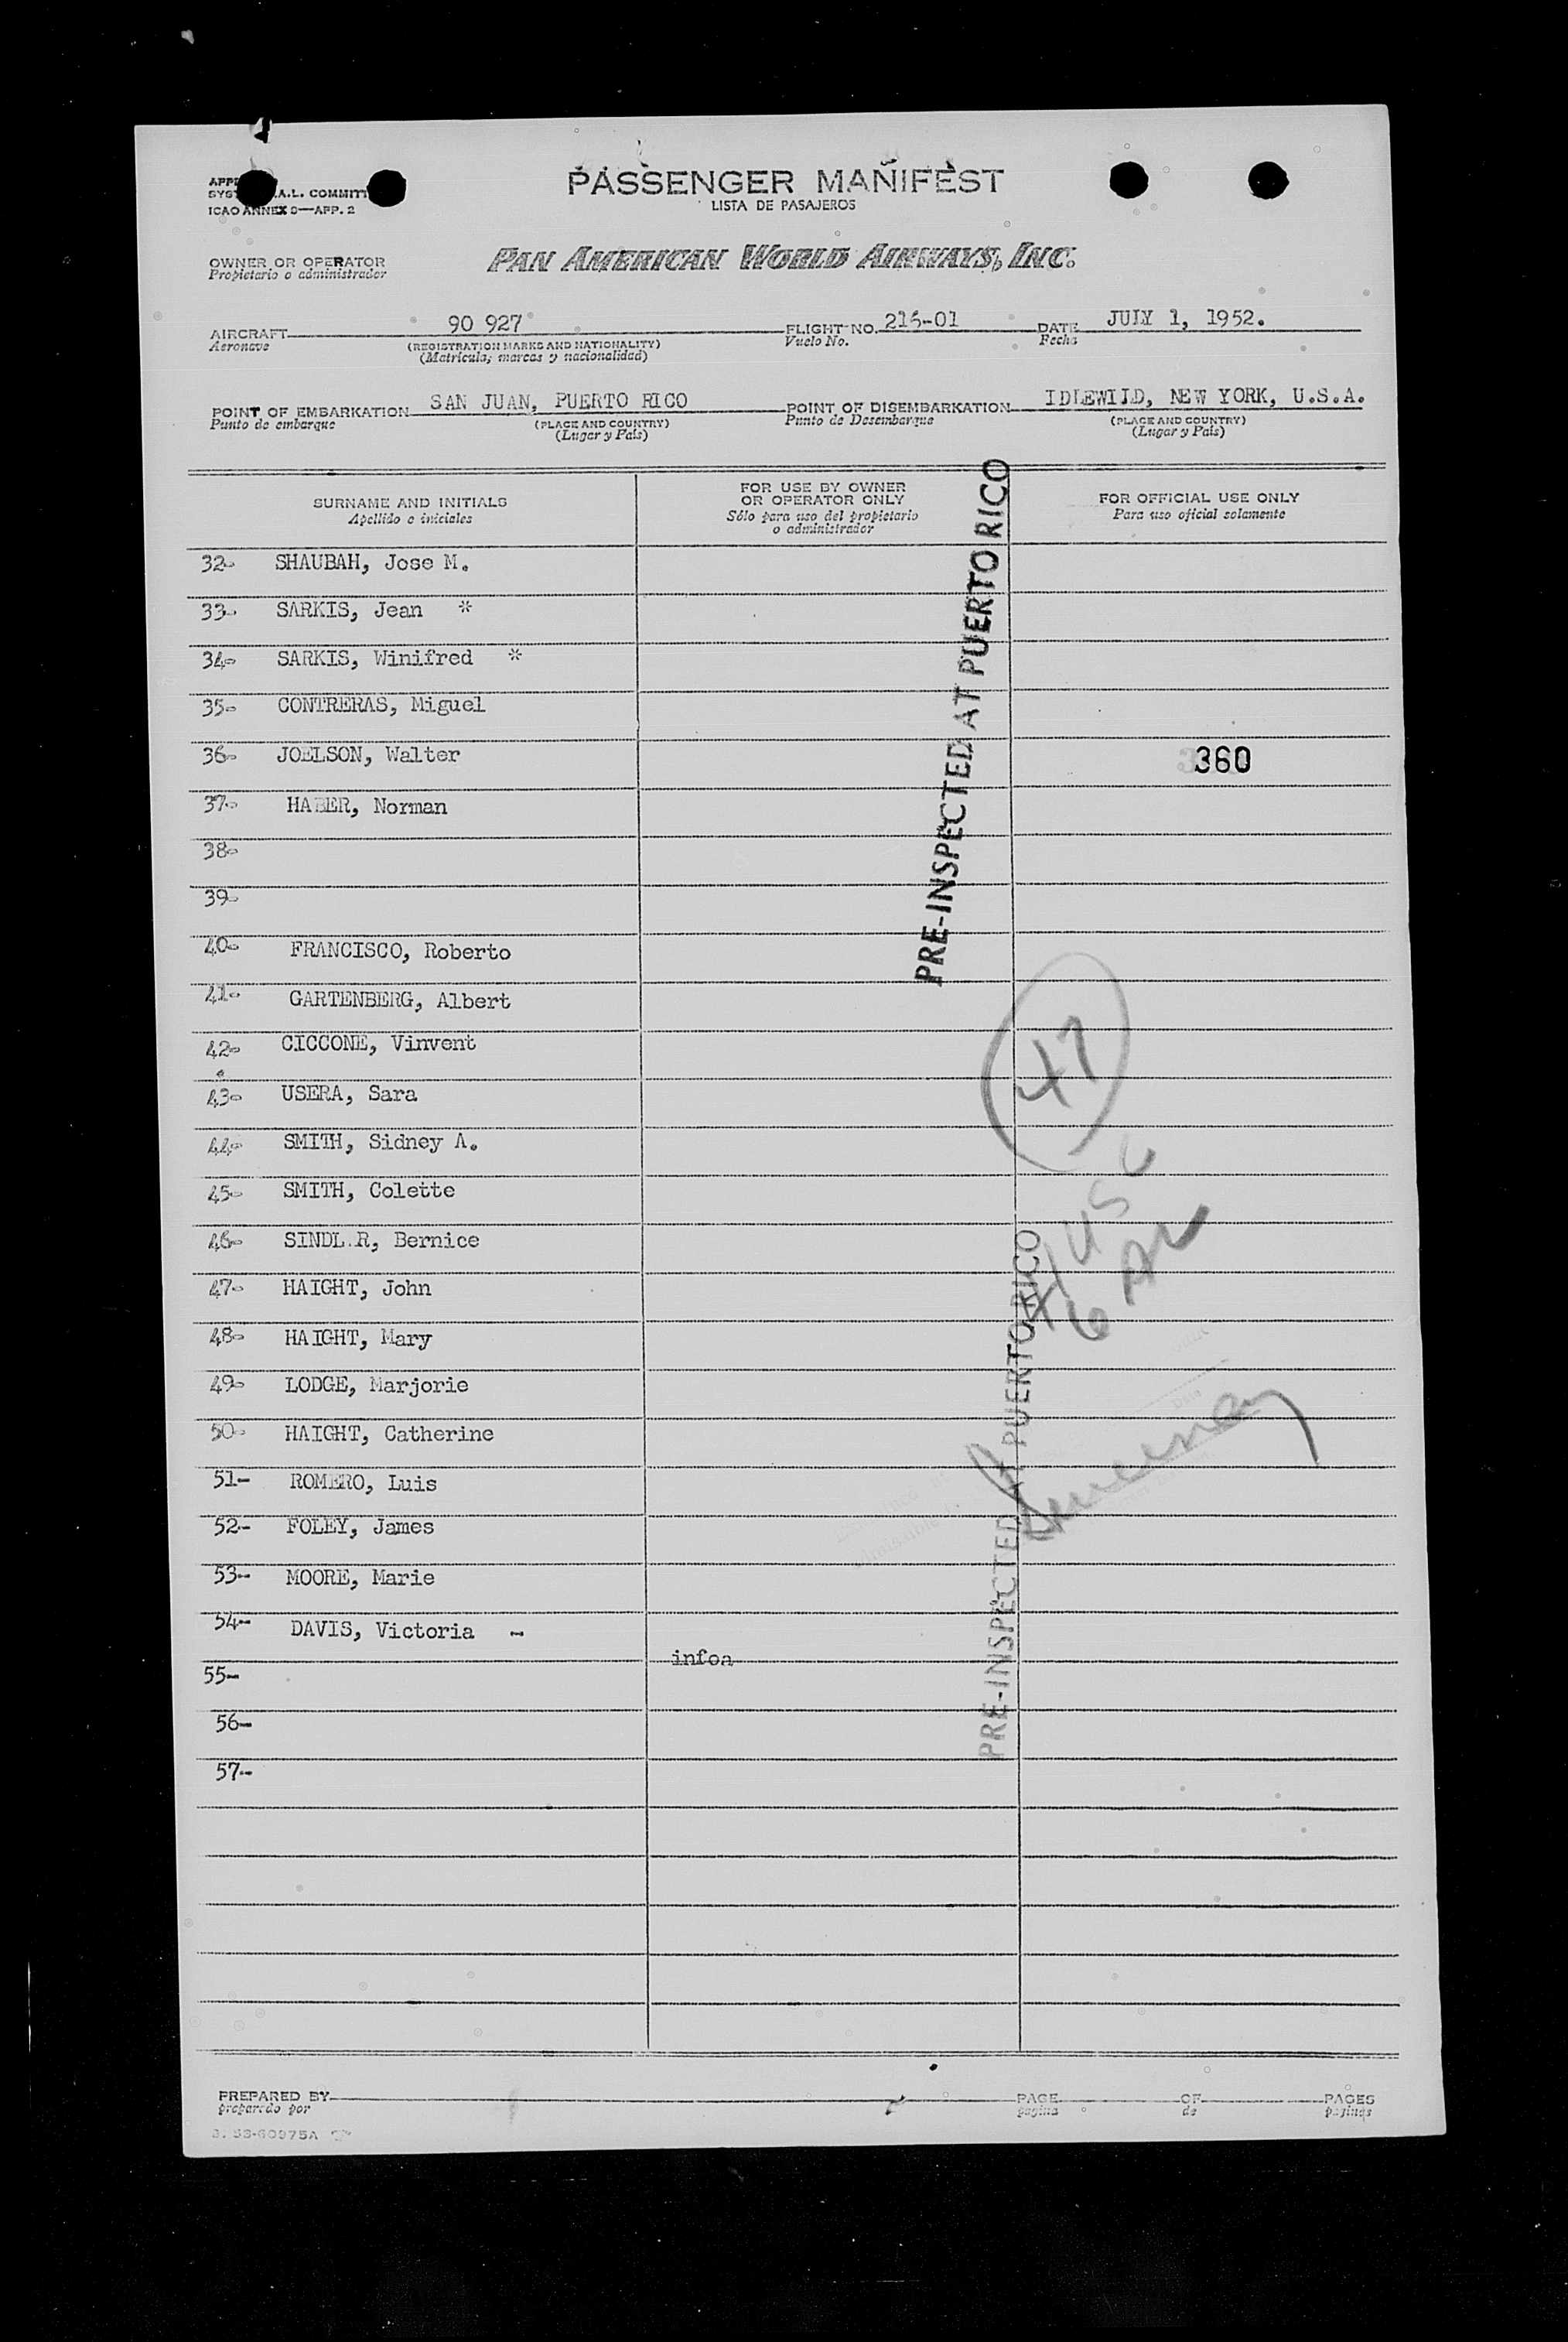 PASSENGER MANIFEST
LISTA DE PASAJEROS
A.L. COMMITT
ICAO ANNEX 9—APP. 2
OWNER OR OPERATOR
Propietario o administrador
PAN AMERICAN WORLD AIRWAYS, INC.
AIRCRAFT 90 927 FLIGHT NO. 216-01 DATE JULY 1, 1952.
Aeronave (REGISTRATION MARKS AND NATIONALITY) Vuelo No. Fecha
(Matrícula, marcas y nacionalidad)
POINT OF EMBARKATION SAN JUAN, PUERTO RICO POINT OF DISEMBARKATION IDLEWILD, NEW YORK, U.S.A.
Punto de embarque (PLACE AND COUNTRY) Punto de Desembarque (PLACE AND COUNTRY)
(Lugar y País) (Lugar y País)
SURNAME AND INITIALS
Apellido e iniciales
FOR USE BY OWNER
OR OPERATOR ONLY
Sólo para uso del propietario
o administrador
FOR OFFICIAL USE ONLY
Para uso oficial solamente
32- SHAUBAH, Jose M.
33- SARKIS, Jean *
34- SARKIS, Winifred *
35- CONTRERAS, Miguel
36- JOELSON, Walter 360
37- HABER, Norman
38-
39-
40- FRANCISCO, Roberto
41- GARTENBERG, Albert
42- CICCONE, Vinvent
43- USERA, Sara
44- SMITH, Sidney A.
45- SMITH, Colette
46- SINDL.R, Bernice
47- HAIGHT, John
48- HAIGHT, Mary
49- LODGE, Marjorie
50- HAIGHT, Catherine
51- ROMERO, Luis
52- FOLEY, James
53- MOORE, Marie
54- DAVIS, Victoria -
infoa
55-
56-
57-
PRE-INSPECTED AT PUERTO RICO
47
PRE-INSPECTED AT PUERTO RICO
PREPARED BY PAGE OF PAGES
preparado por página de páginas